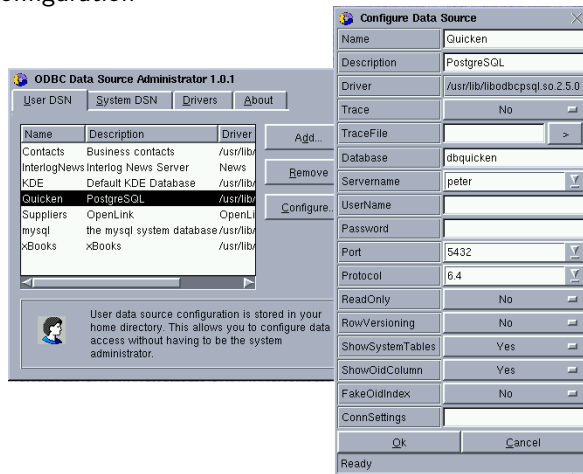 ODBC Data Source Administrator 1.0.1
User DSN System DSN Drivers About
Name Description Driver
Contacts Business contacts /usr/lib/
InterlogNews Interlog News Server News
KDE Default KDE Database /usr/lib/
Quicken PostgreSQL /usr/lib/
Suppliers OpenLink OpenLi
mysql the mysql system database /usr/lib/
xBooks xBooks /usr/lib/
Add...
Remove
Configure..
User data source configuration is stored in your
home directory. This allows you to configure data
access without having to be the system
administrator.
Configure Data Source
Name Quicken
Description PostgreSQL
Driver /usr/lib/libodbcpsql.so.2.5.0
Trace No
TraceFile >
Database dbquicken
Servername peter
UserName
Password
Port 5432
Protocol 6.4
ReadOnly No
RowVersioning No
ShowSystemTables Yes
ShowOidColumn Yes
FakeOidIndex No
ConnSettings
Ok Cancel
Ready